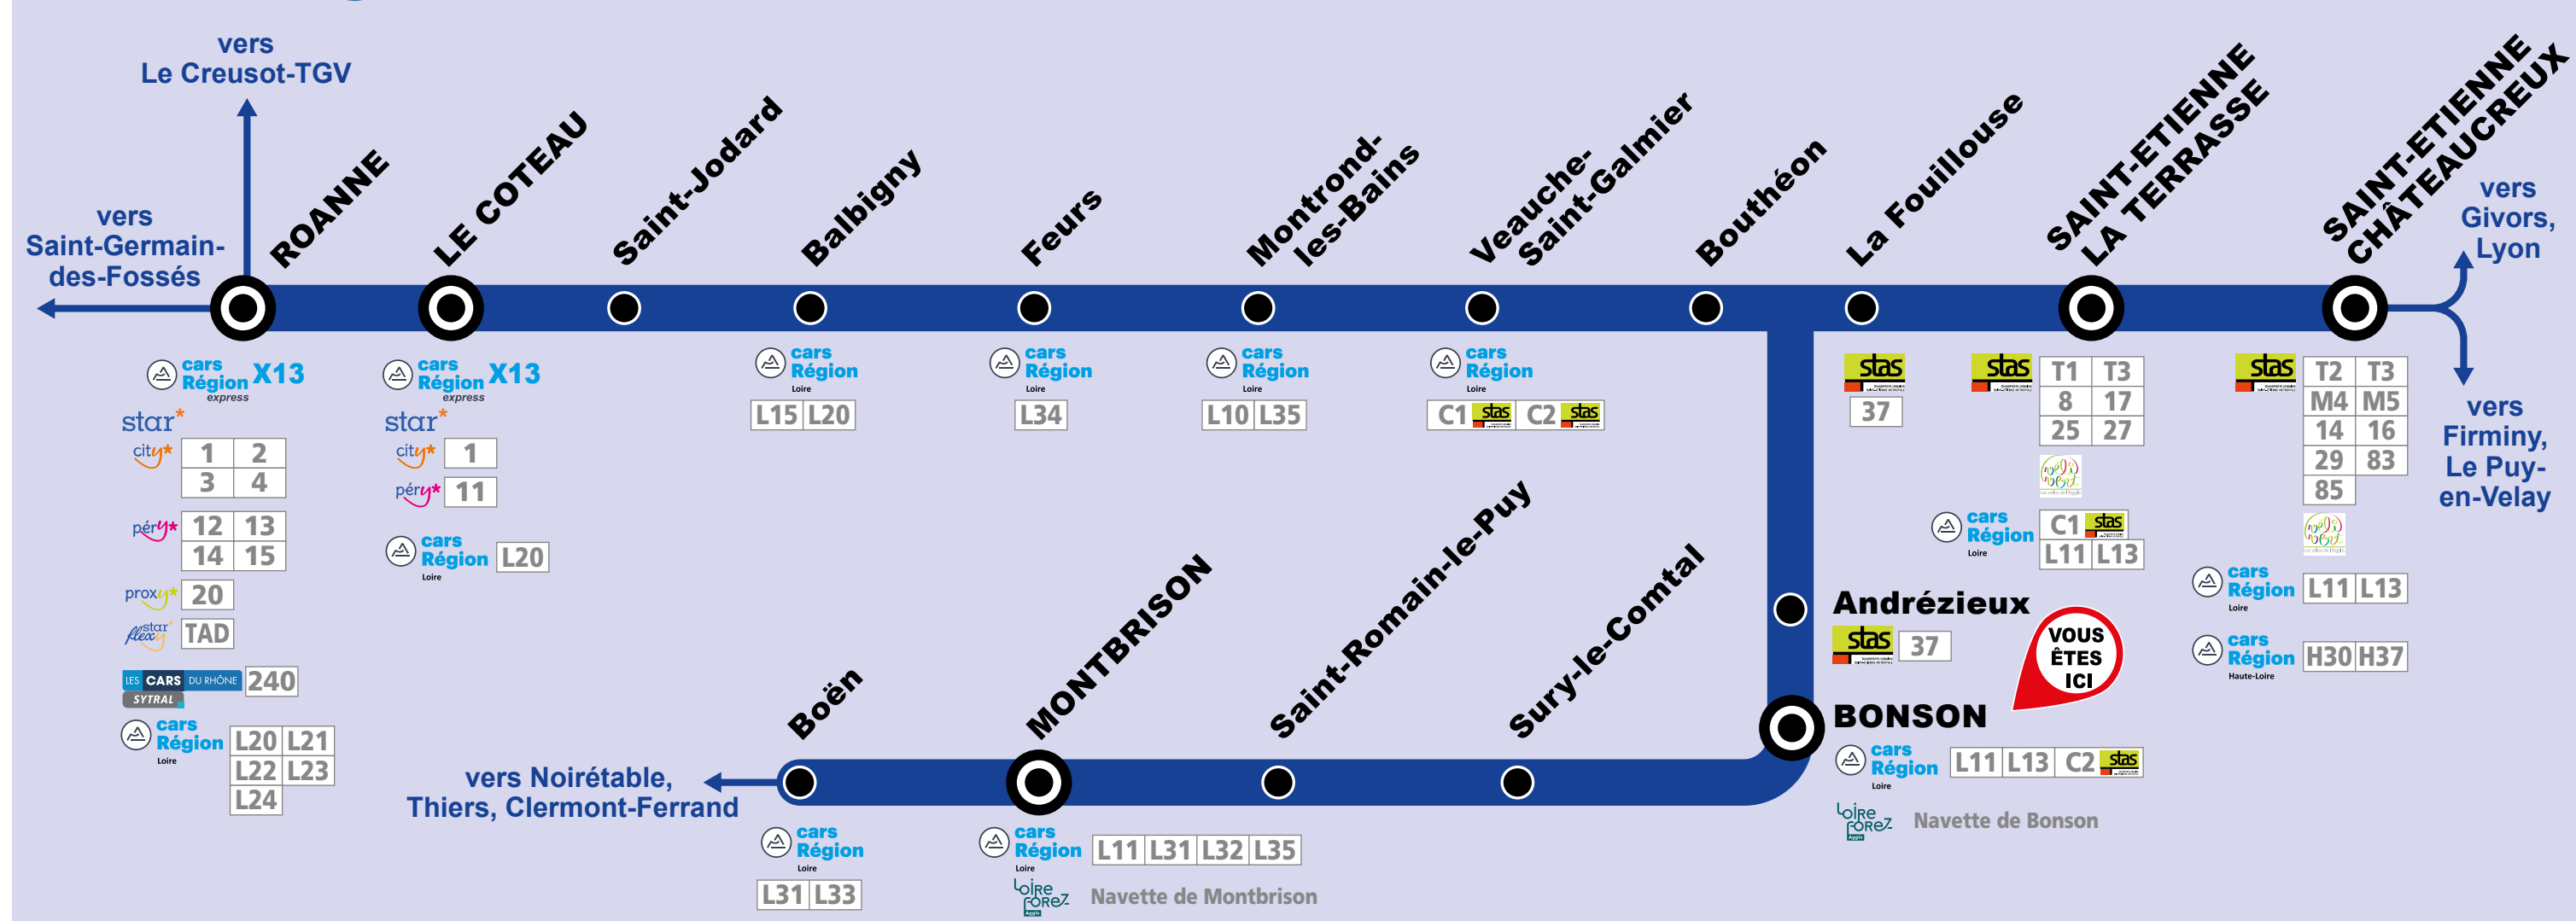 vers
Le Creusot-TGV
vers
Saint-Germain-
des-Fossés
ROANNE
LE COTEAU
Saint-Jodard
Balbigny
Feurs
Montrond-
les-Bains
Veauche-
Saint-Galmier
Bouthéon
La Fouillouse
SAINT-ETIENNE
LA TERRASSE
SAINT-ETIENNE
CHÂTEAUCREUX
vers
Givors,
Lyon
vers
Firminy,
Le Puy-
en-Velay
cars
Région X13
express
star*
city* 1 2
3 4
péry* 12 13
14 15
proxy* 20
star*
flexy TAD
LES CARS DU RHÔNE 240
SYTRAL
cars
Région
Loire
L20 L21
L22 L23
L24
cars
Région X13
express
star*
city* 1
péry* 11
cars
Région L20
Loire
cars
Région
Loire
L15 L20
cars
Région
Loire
L34
cars
Région
Loire
L10 L35
cars
Région
Loire
C1 stas C2 stas
stas
37
stas T1 T3
8 17
25 27
cars
Région
Loire
C1 stas
L11 L13
stas T2 T3
M4 M5
14 16
29 83
85
cars
Région L11 L13
Loire
cars
Région H30 H37
Haute-Loire
Andrézieux
stas 37
VOUS
ÊTES
ICI
BONSON
cars
Région L11 L13 C2 stas
Loire
Loire
Forez
Agglo
Navette de Bonson
Sury-le-Comtal
Saint-Romain-le-Puy
MONTBRISON
Boën
vers Noirétable,
Thiers, Clermont-Ferrand
cars
Région
Loire
L31 L33
cars
Région L11 L31 L32 L35
Loire
Loire
Forez
Agglo
Navette de Montbrison